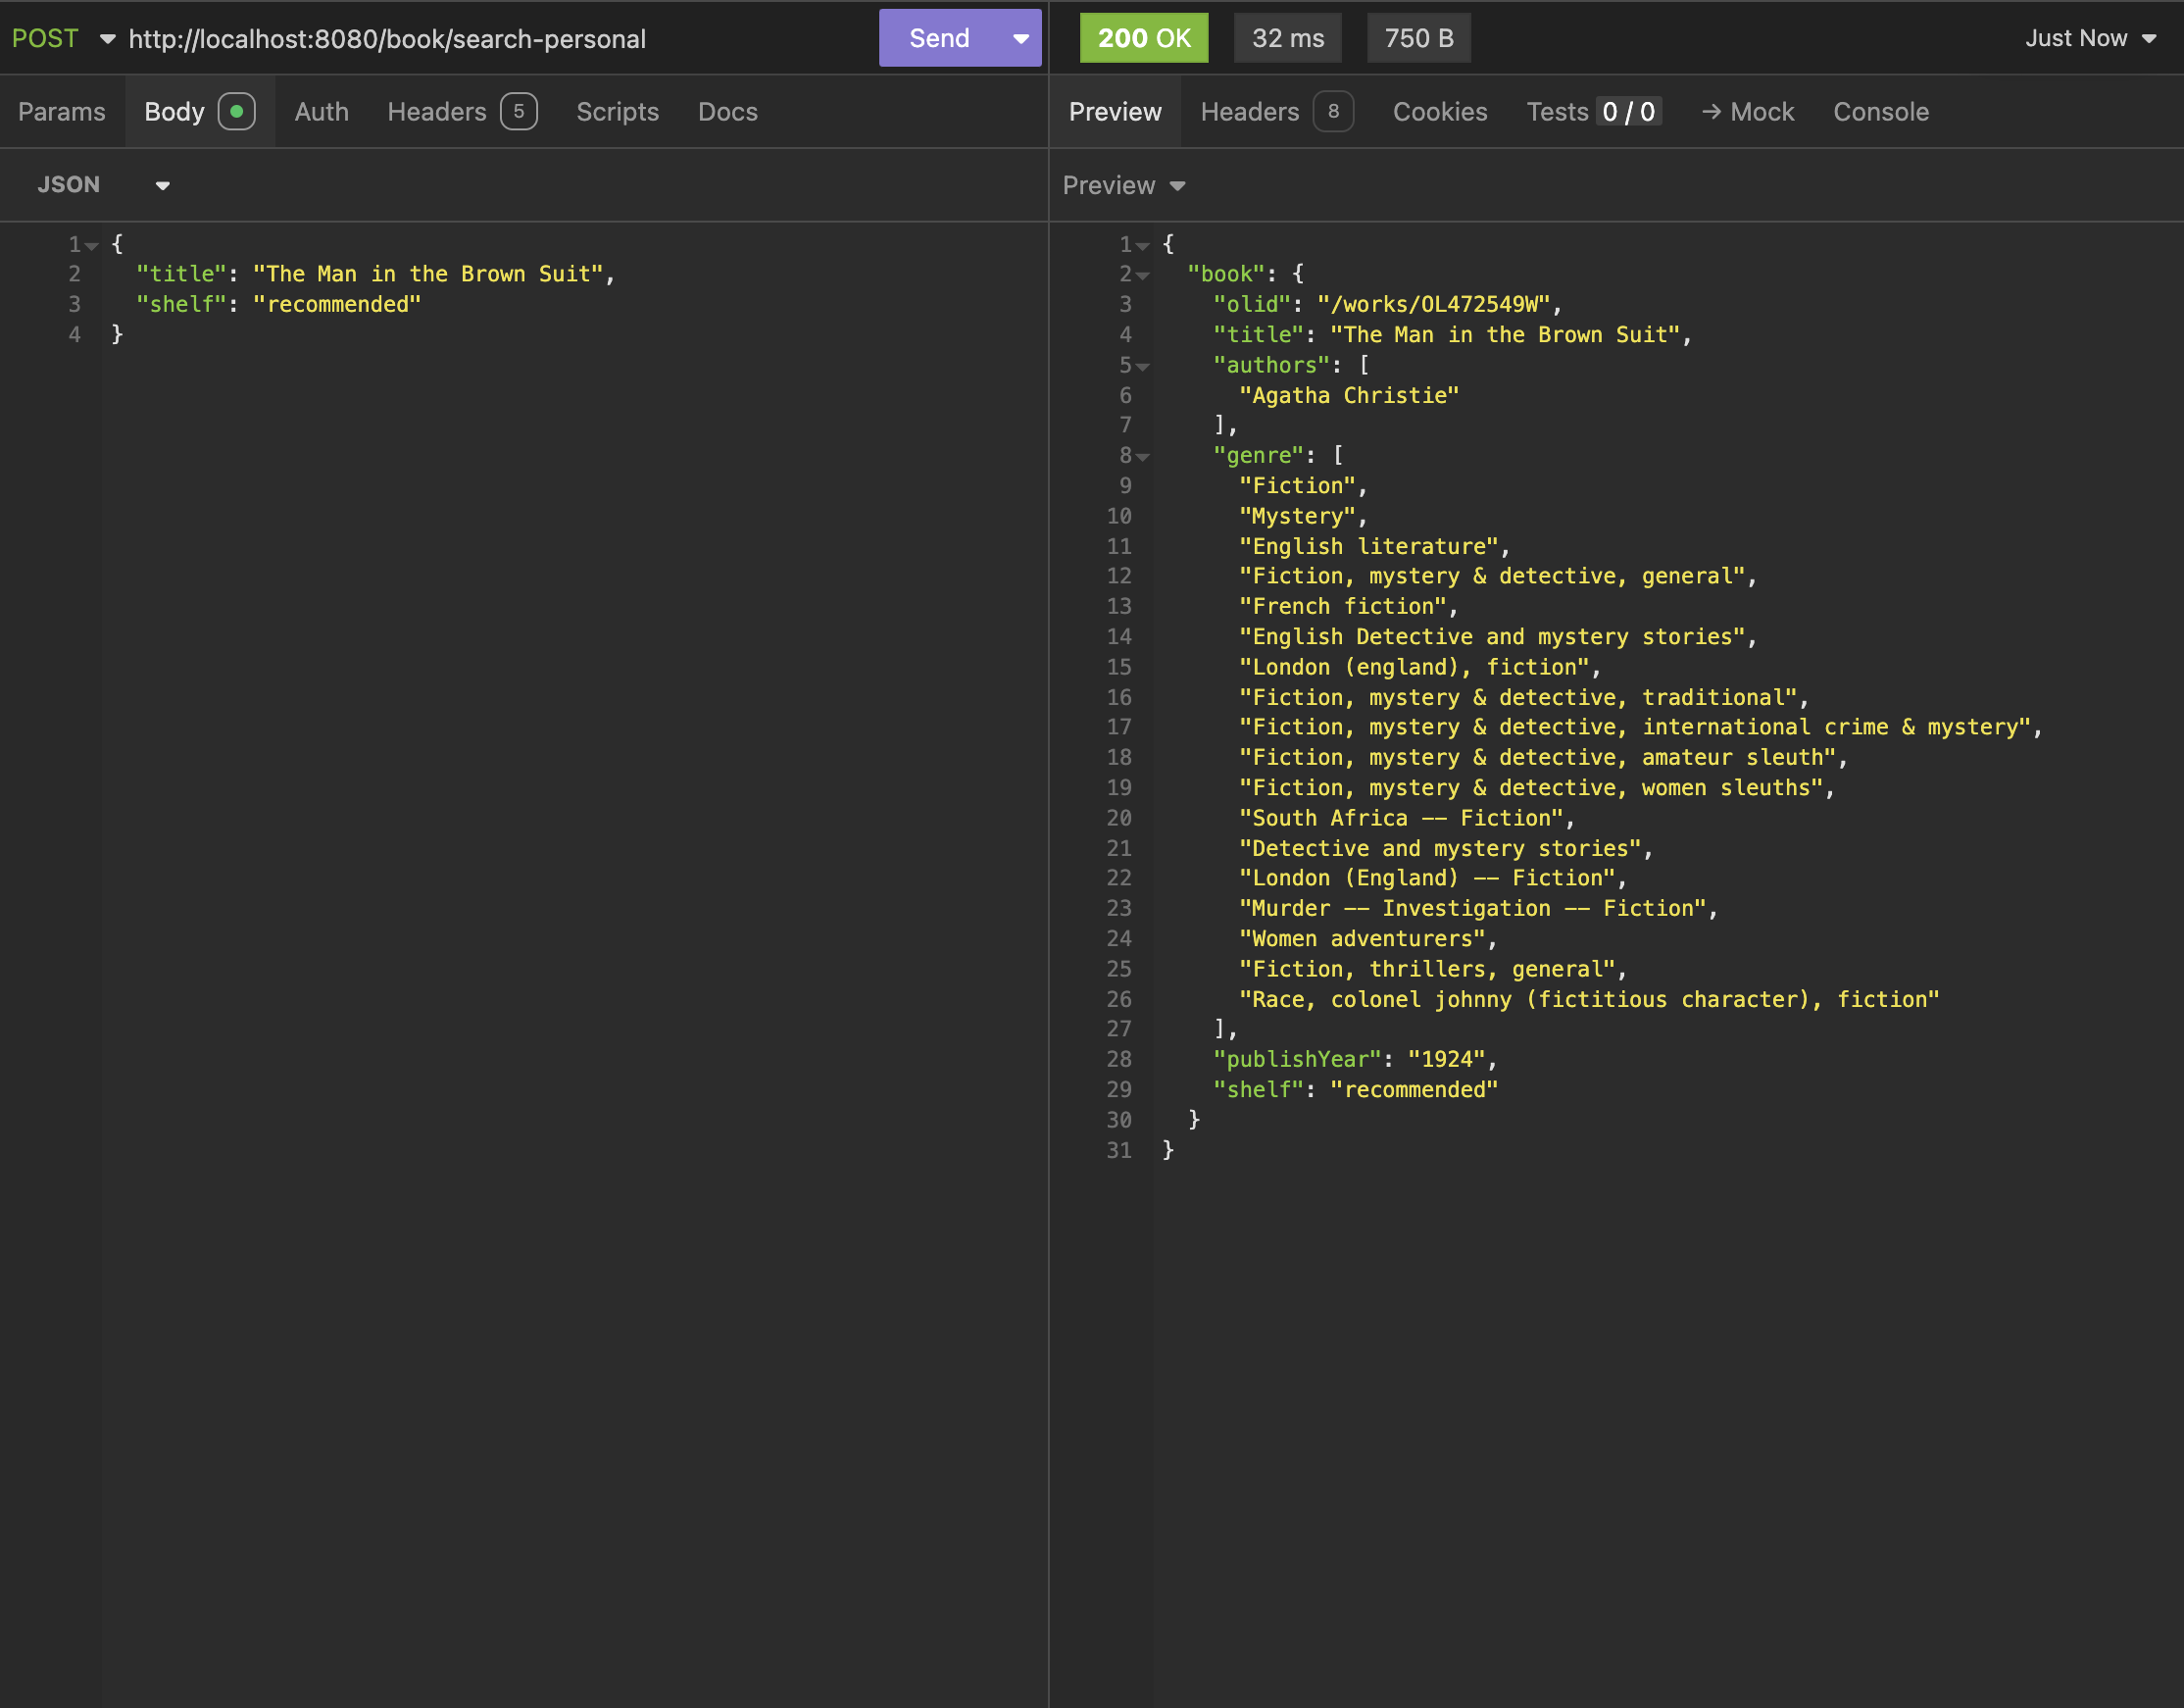 POST http://localhost:8080/book/search-personal Send
200 OK 32 ms 750 B Just Now
Params Body Auth Headers 5 Scripts Docs
Preview Headers 8 Cookies Tests 0 / 0 → Mock Console
JSON
Preview
1 {
2 "title": "The Man in the Brown Suit",
3 "shelf": "recommended"
4 }
1 {
2 "book": {
3 "olid": "/works/OL472549W",
4 "title": "The Man in the Brown Suit",
5 "authors": [
6 "Agatha Christie"
7 ],
8 "genre": [
9 "Fiction",
10 "Mystery",
11 "English literature",
12 "Fiction, mystery & detective, general",
13 "French fiction",
14 "English Detective and mystery stories",
15 "London (england), fiction",
16 "Fiction, mystery & detective, traditional",
17 "Fiction, mystery & detective, international crime & mystery",
18 "Fiction, mystery & detective, amateur sleuth",
19 "Fiction, mystery & detective, women sleuths",
20 "South Africa -- Fiction",
21 "Detective and mystery stories",
22 "London (England) -- Fiction",
23 "Murder -- Investigation -- Fiction",
24 "Women adventurers",
25 "Fiction, thrillers, general",
26 "Race, colonel johnny (fictitious character), fiction"
27 ],
28 "publishYear": "1924",
29 "shelf": "recommended"
30 }
31 }